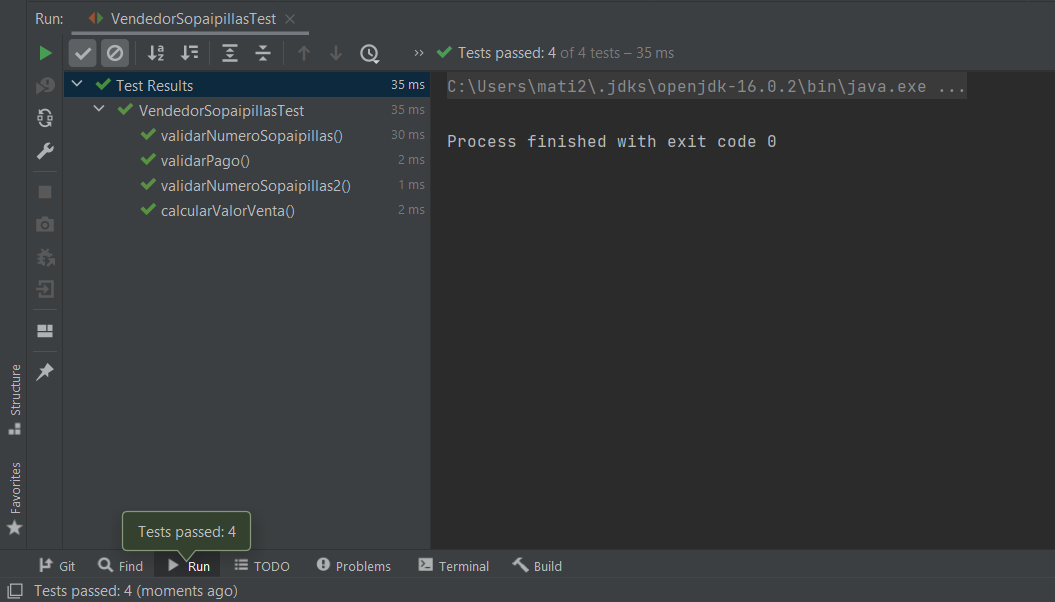 Run: VendedorSopaipillasTest
Tests passed: 4 of 4 tests – 35 ms
Test Results 35 ms
VendedorSopaipillasTest 35 ms
validarNumeroSopaipillas() 30 ms
validarPago() 2 ms
validarNumeroSopaipillas2() 1 ms
calcularValorVenta() 2 ms
C:\Users\mati2\.jdks\openjdk-16.0.2\bin\java.exe ...
Process finished with exit code 0
Structure
Favorites
Tests passed: 4
Git Find Run TODO Problems Terminal Build
Tests passed: 4 (moments ago)